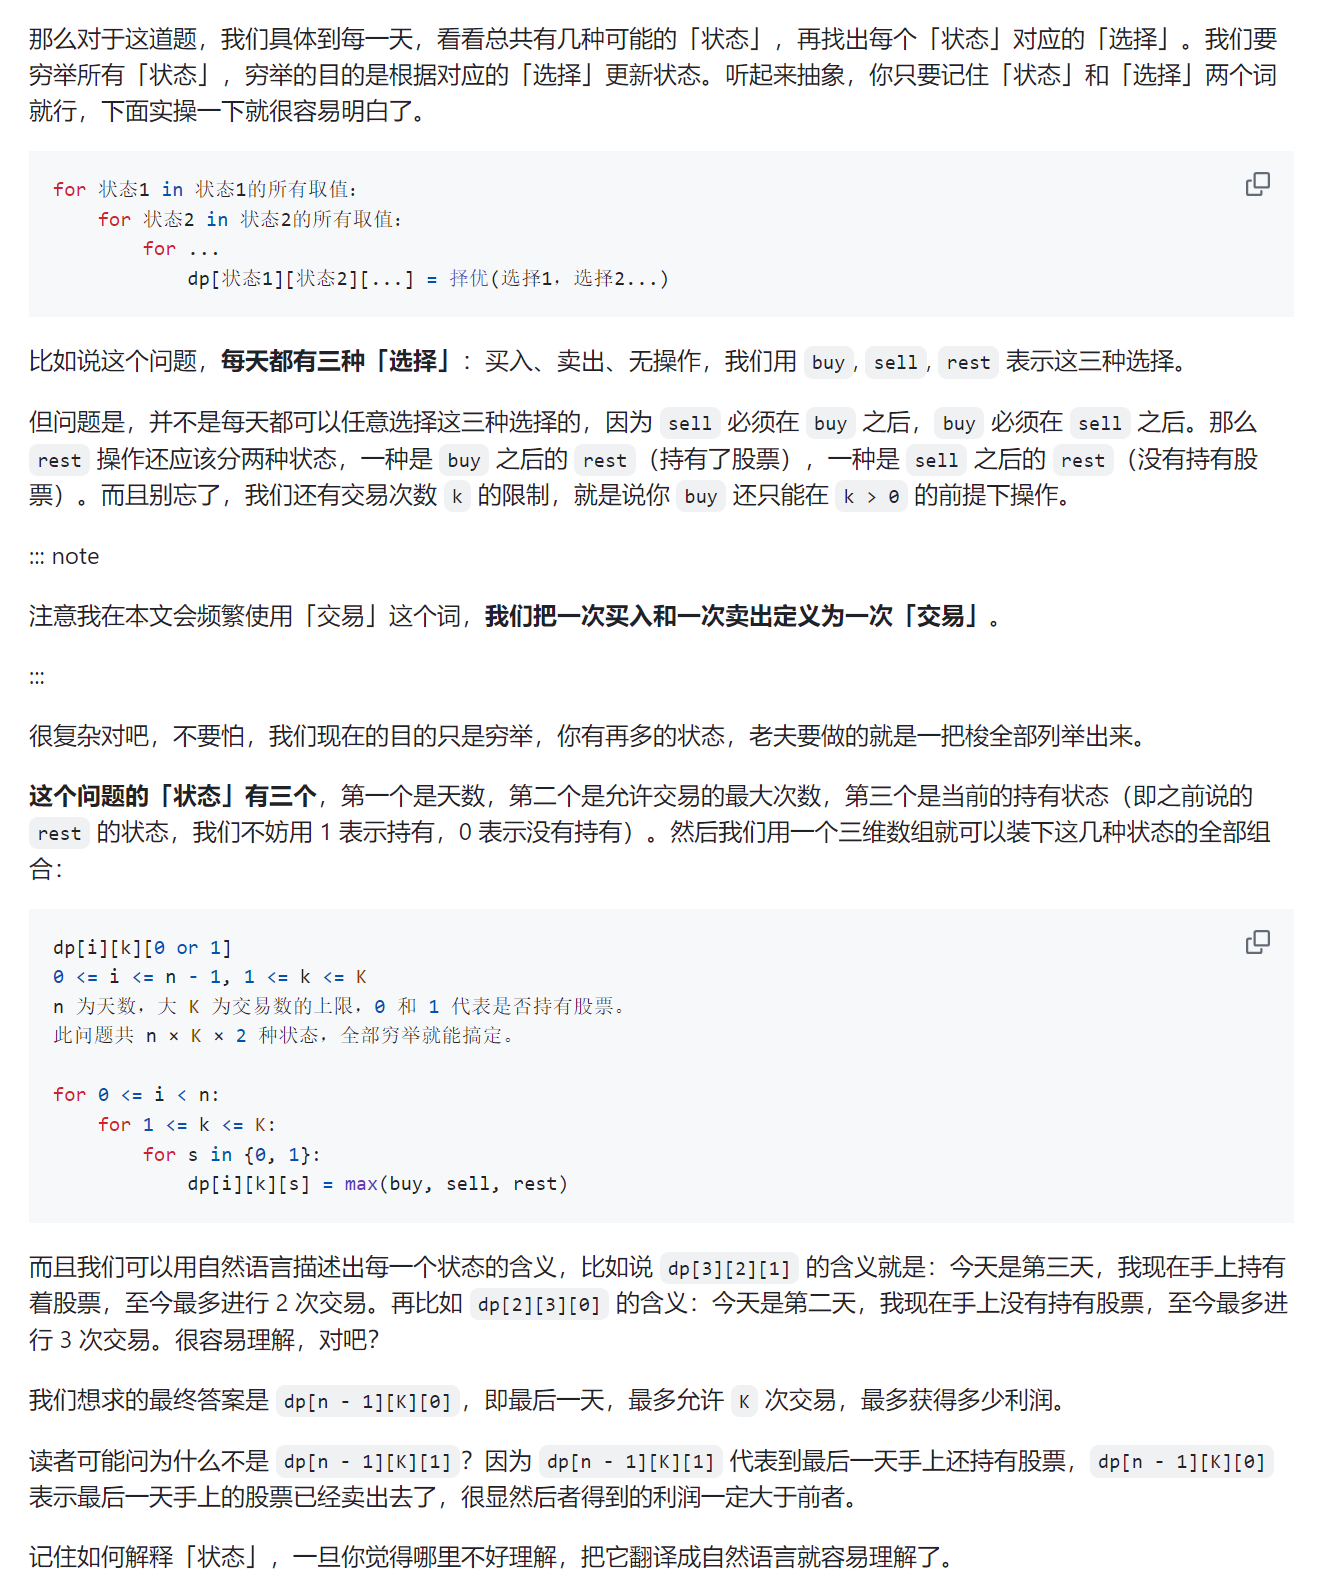 那么对于这道题，我们具体到每一天，看看总共有几种可能的「状态」，再找出每个「状态」对应的「选择」。我们要
穷举所有「状态」，穷举的目的是根据对应的「选择」更新状态。听起来抽象，你只要记住「状态」和「选择」两个词
就行，下面实操一下就很容易明白了。
for 状态1 in 状态1的所有取值：
    for 状态2 in 状态2的所有取值：
        for ...
            dp[状态1][状态2][...] = 择优(选择1，选择2...)
比如说这个问题，每天都有三种「选择」：买入、卖出、无操作，我们用 buy, sell, rest 表示这三种选择。
但问题是，并不是每天都可以任意选择这三种选择的，因为 sell 必须在 buy 之后，buy 必须在 sell 之后。那么
rest 操作还应该分两种状态，一种是 buy 之后的 rest（持有了股票），一种是 sell 之后的 rest（没有持有股
票）。而且别忘了，我们还有交易次数 k 的限制，就是说你 buy 还只能在 k > 0 的前提下操作。
::: note
注意我在本文会频繁使用「交易」这个词，我们把一次买入和一次卖出定义为一次「交易」。
:::
很复杂对吧，不要怕，我们现在的目的只是穷举，你有再多的状态，老夫要做的就是一把梭全部列举出来。
这个问题的「状态」有三个，第一个是天数，第二个是允许交易的最大次数，第三个是当前的持有状态（即之前说的
rest 的状态，我们不妨用 1 表示持有，0 表示没有持有）。然后我们用一个三维数组就可以装下这几种状态的全部组
合：
dp[i][k][0 or 1]
0 <= i <= n - 1, 1 <= k <= K
n 为天数，大 K 为交易数的上限，0 和 1 代表是否持有股票。
此问题共 n × K × 2 种状态，全部穷举就能搞定。
for 0 <= i < n:
    for 1 <= k <= K:
        for s in {0, 1}:
            dp[i][k][s] = max(buy, sell, rest)
而且我们可以用自然语言描述出每一个状态的含义，比如说 dp[3][2][1] 的含义就是：今天是第三天，我现在手上持有
着股票，至今最多进行 2 次交易。再比如 dp[2][3][0] 的含义：今天是第二天，我现在手上没有持有股票，至今最多进
行 3 次交易。很容易理解，对吧？
我们想求的最终答案是 dp[n - 1][K][0]，即最后一天，最多允许 K 次交易，最多获得多少利润。
读者可能问为什么不是 dp[n - 1][K][1]？因为 dp[n - 1][K][1] 代表到最后一天手上还持有股票，dp[n - 1][K][0]
表示最后一天手上的股票已经卖出去了，很显然后者得到的利润一定大于前者。
记住如何解释「状态」，一旦你觉得哪里不好理解，把它翻译成自然语言就容易理解了。